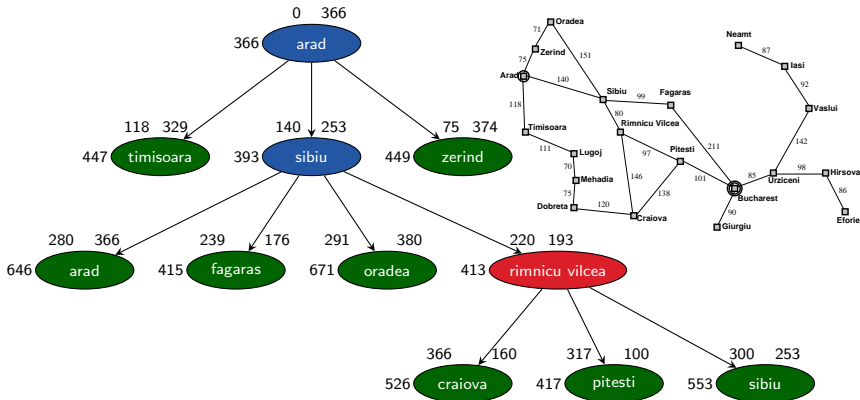 0 366
366 arad
118 329
447 timisoara
140 253
393 sibiu
75 374
449 zerind
280 366
646 arad
239 176
415 fagaras
291 380
671 oradea
220 193
413 rimnicu vilcea
366 160
526 craiova
317 100
417 pitesti
300 253
553 sibiu
Oradea
71
Zerind
75
151
Arad
140
118
Sibiu
99
Fagaras
80
Rimnicu Vilcea
Timisoara
111
Lugoj
70
Mehadia
75
Dobreta
120
146
97
Pitesti
211
138
101
Craiova
Neamt
87
Iasi
92
Vaslui
142
98
Hirsova
85
Urziceni
86
Bucharest
90
Giurgiu
Eforie